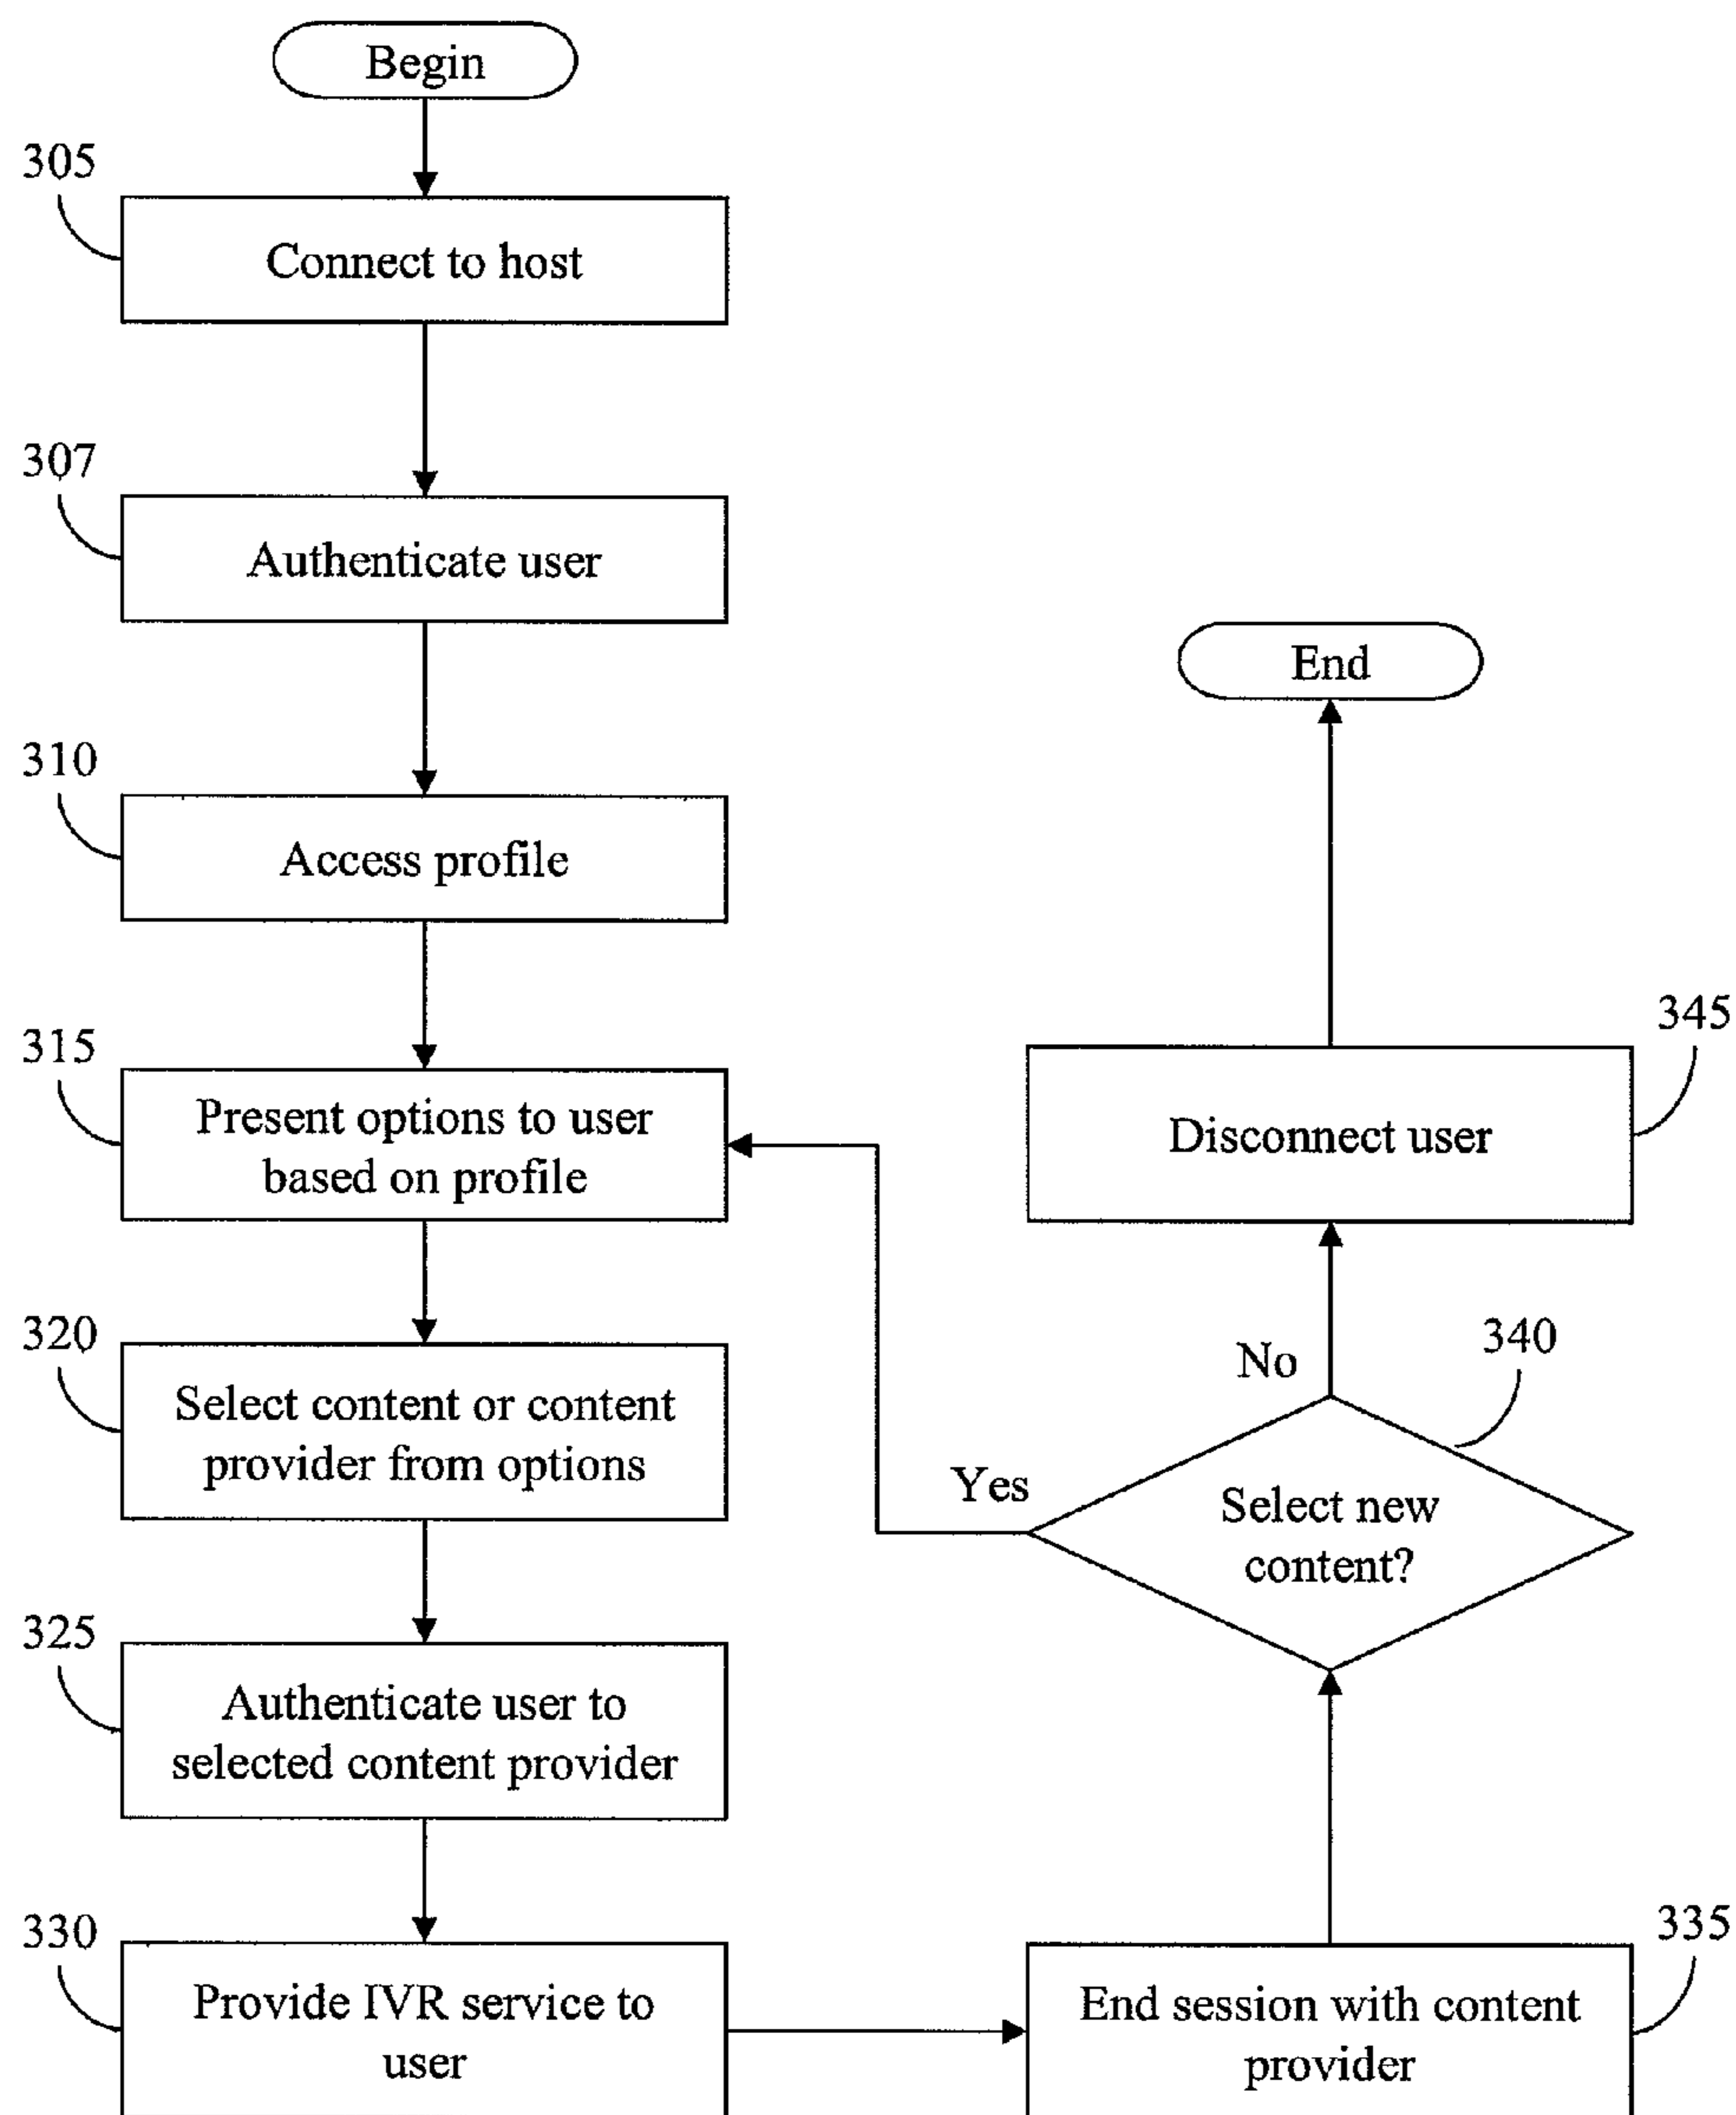 Begin
305
Connect to host
307
Authenticate user
310
Access profile
315
Present options to user
based on profile
320
Select content or content
provider from options
325
Authenticate user to
selected content provider
330
Provide IVR service to
user
335
End session with content
provider
340
Select new
content?
Yes
No
345
Disconnect user
End